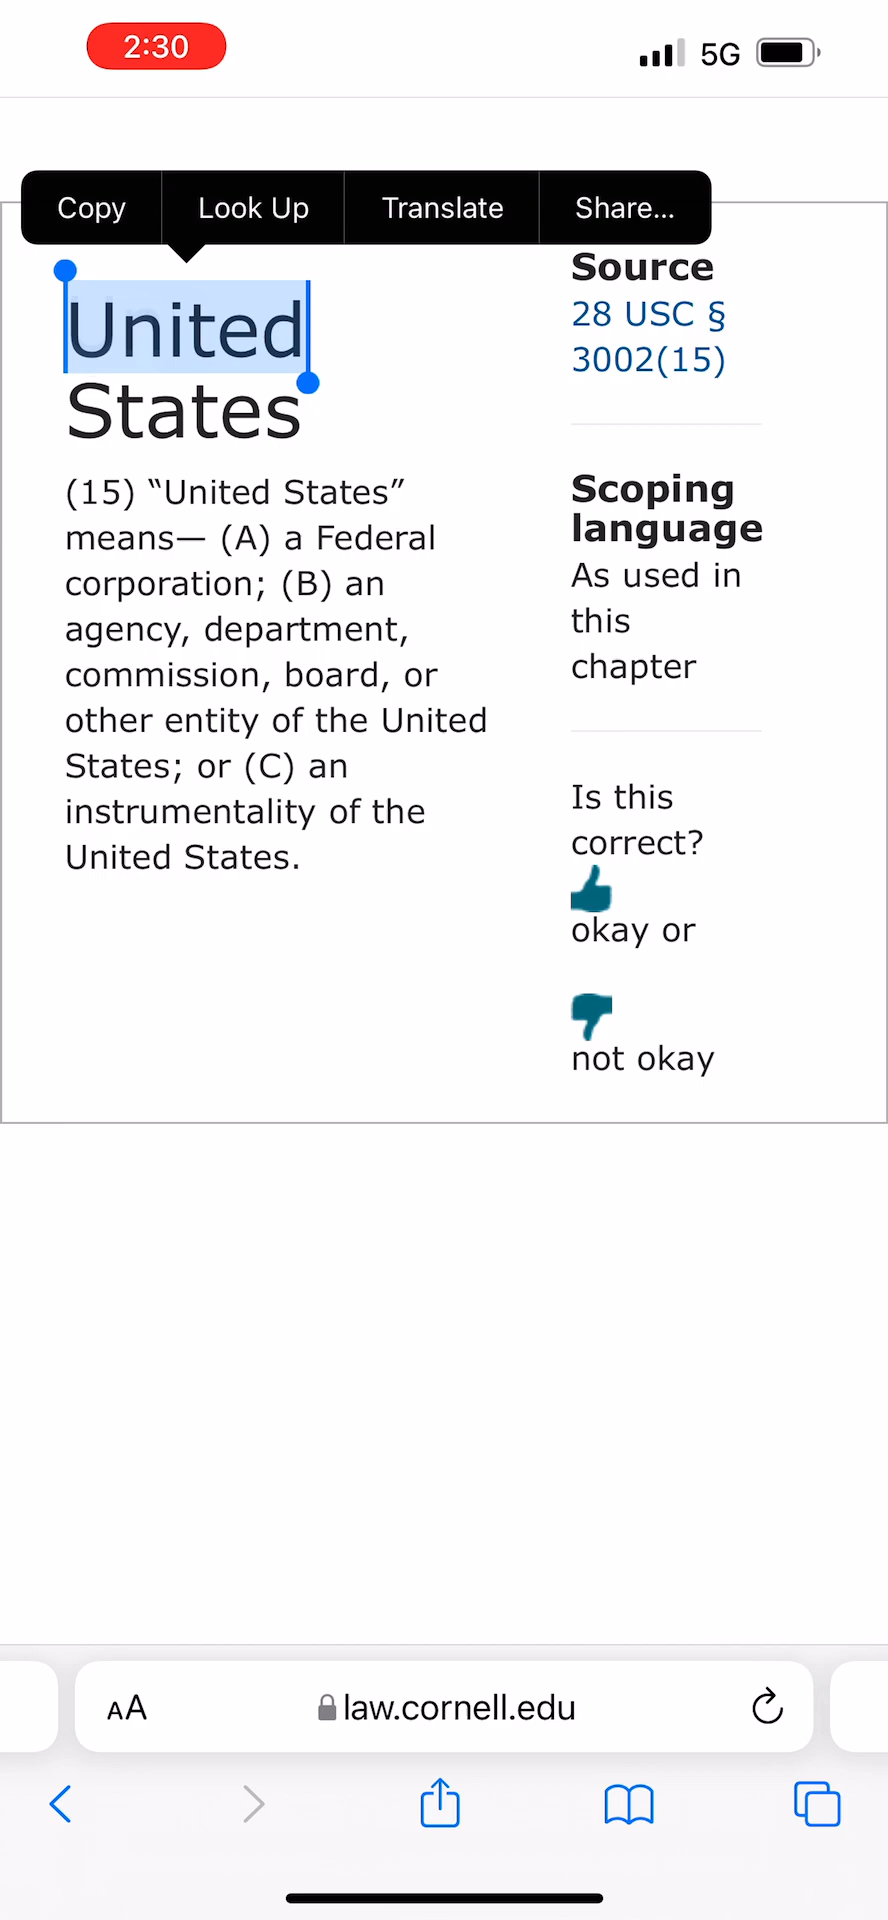 2:30
5G
Copy
Look Up
Translate
Share...
United
States
(15) “United States”
means— (A) a Federal
corporation; (B) an
agency, department,
commission, board, or
other entity of the United
States; or (C) an
instrumentality of the
United States.
Source
28 USC §
3002(15)
Scoping
language
As used in
this
chapter
Is this
correct?
okay or
not okay
AA
law.cornell.edu